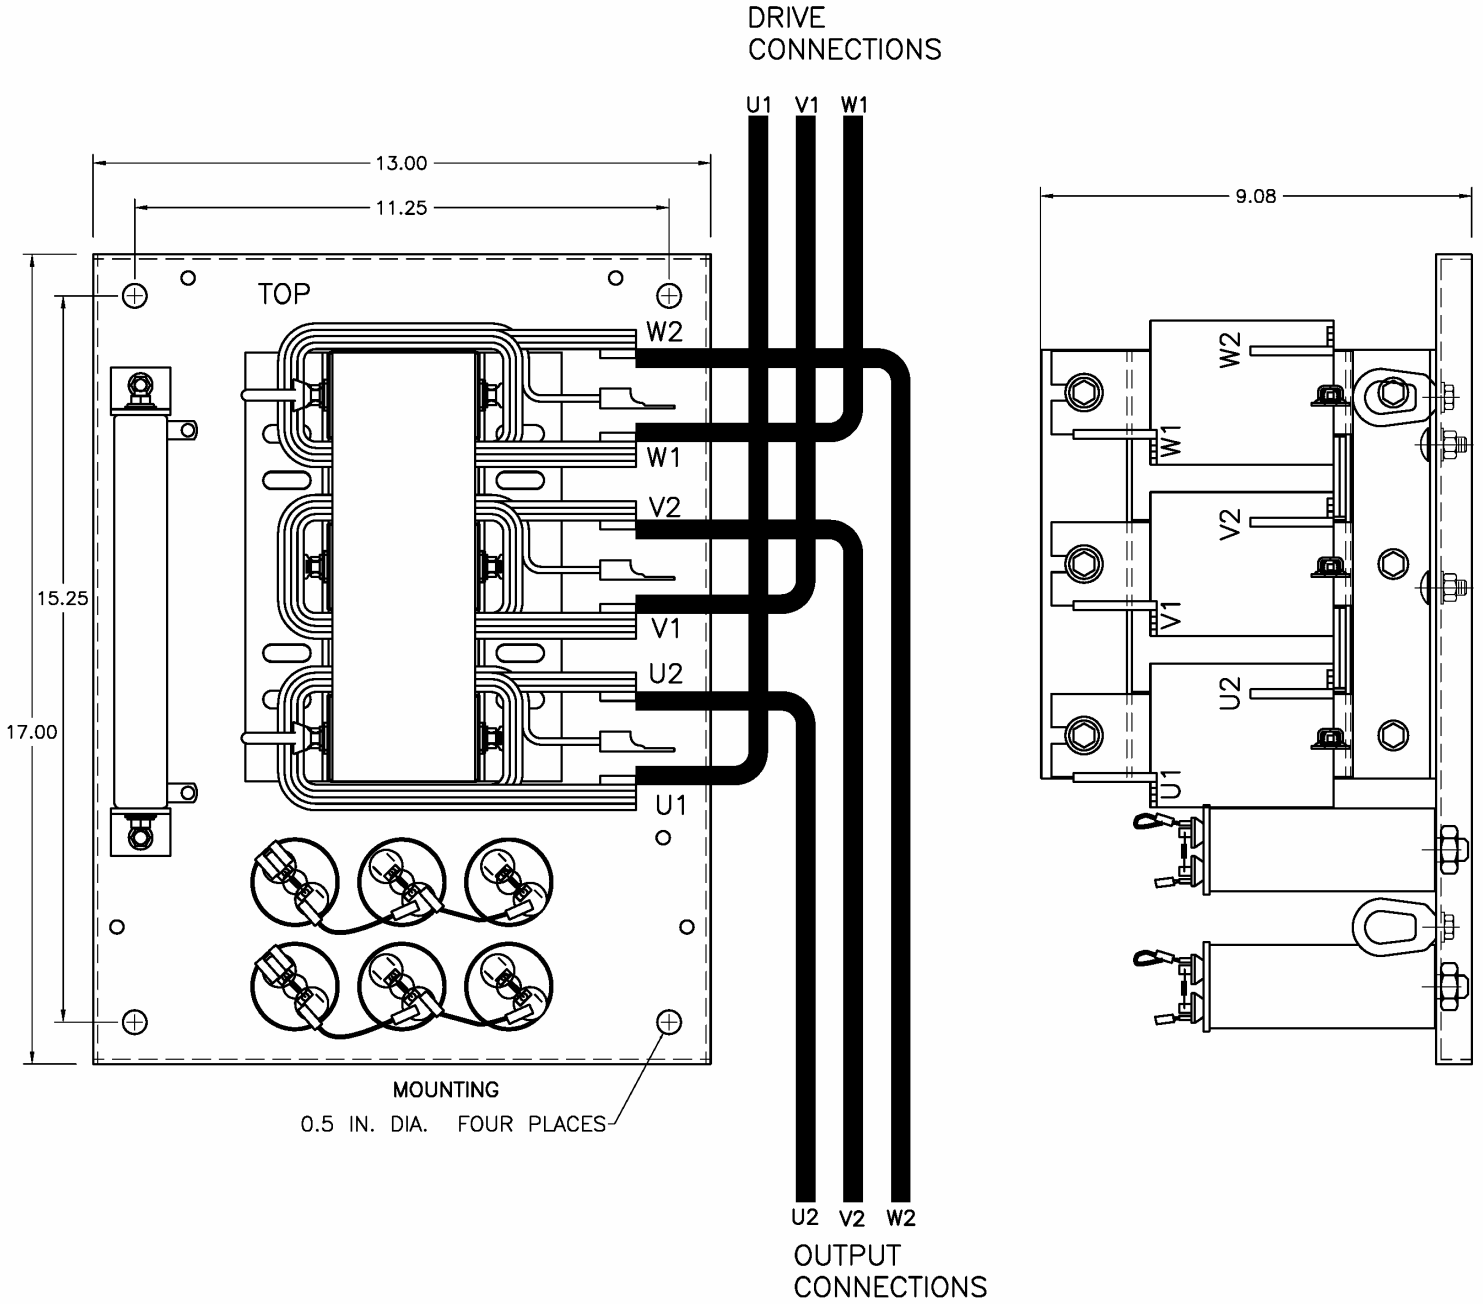 DRIVE
CONNECTIONS
U1 V1 W1
13.00
11.25
9.08
TOP
W2
W1
V2
V1
U2
U1
15.25
17.00
W2
W1
V2
V1
U2
U1
MOUNTING
0.5 IN. DIA. FOUR PLACES
U2 V2 W2
OUTPUT
CONNECTIONS